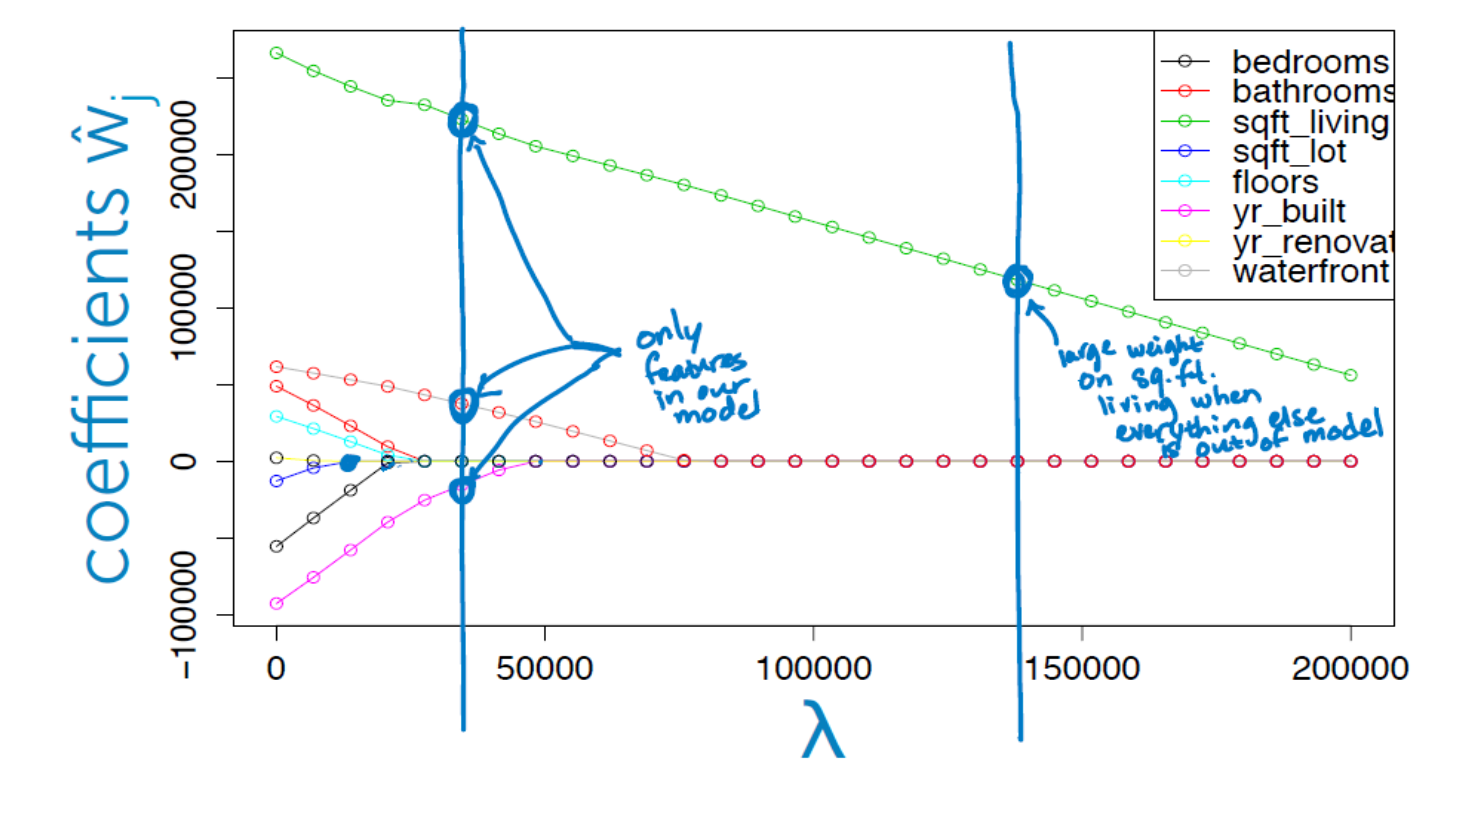 coefficients ŵj
200000
100000
0
-100000
bedrooms
bathrooms
sqft_living
sqft_lot
floors
yr_built
yr_renovat
waterfront
only
features
in our
model
large weight
on sq.ft.
living when
everything else
is out of model
0
50000
100000
150000
200000
λ